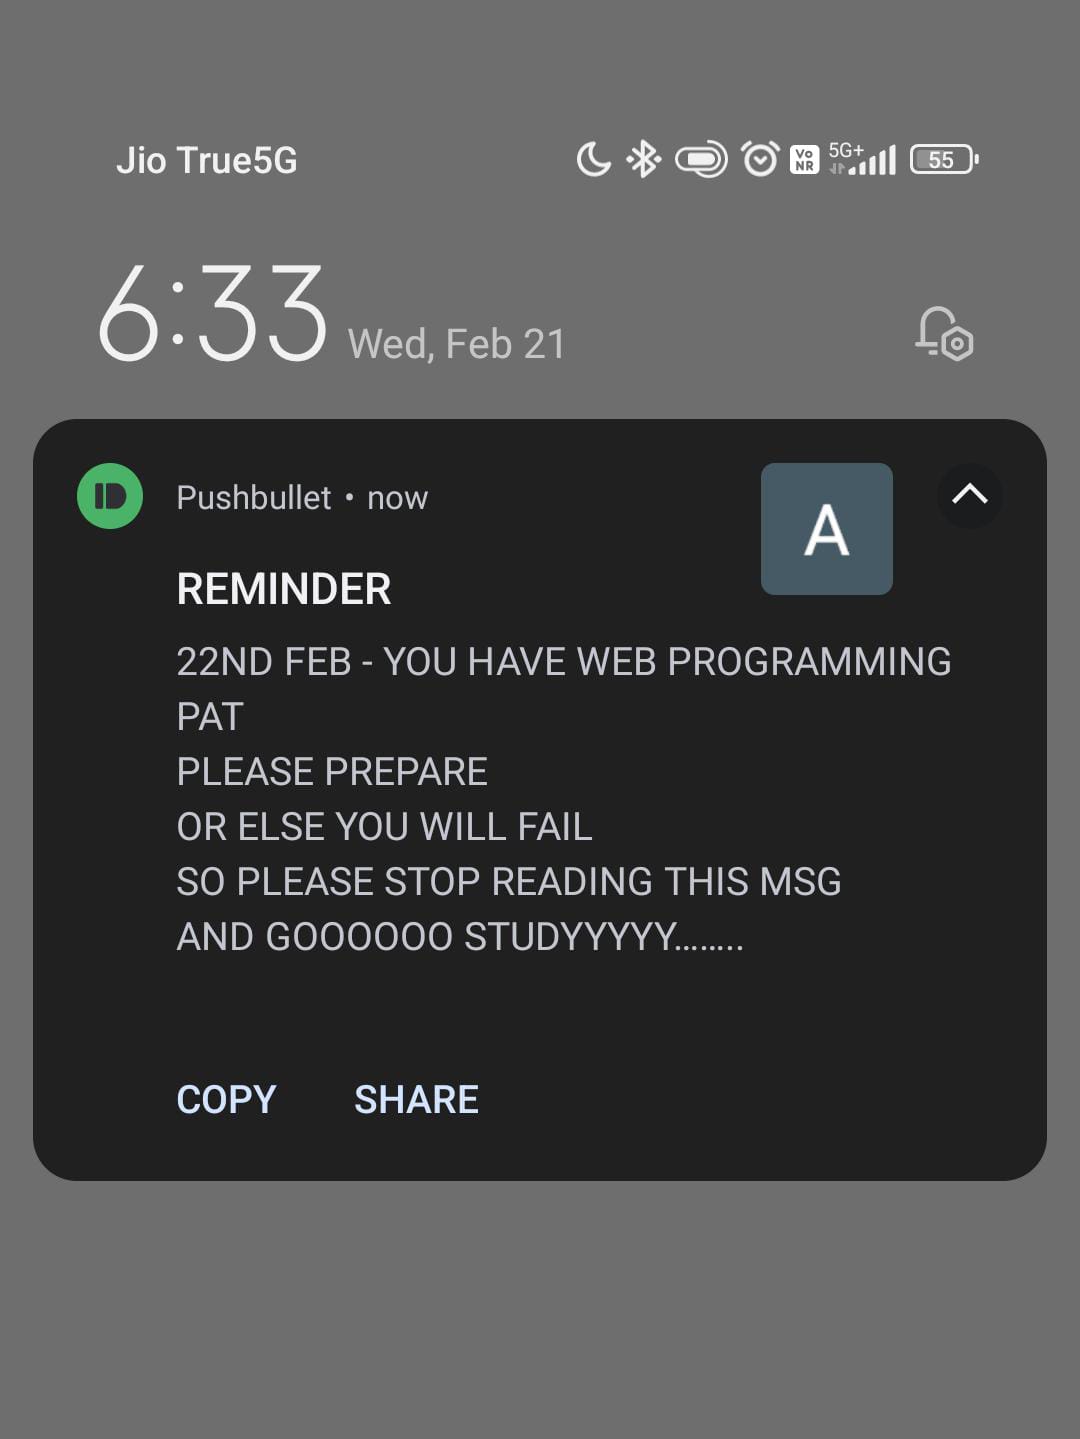 Jio True5G
Vo
NR
5G+
55
6:33 Wed, Feb 21
Pushbullet • now
A
REMINDER
22ND FEB - YOU HAVE WEB PROGRAMMING
PAT
PLEASE PREPARE
OR ELSE YOU WILL FAIL
SO PLEASE STOP READING THIS MSG
AND GOOOOOO STUDYYYYY........
COPY SHARE